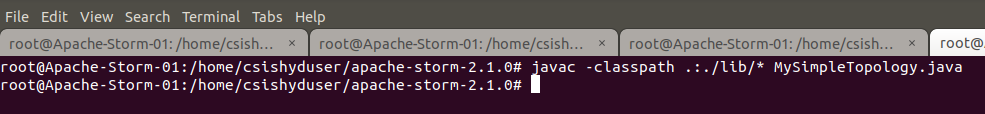 File Edit View Search Terminal Tabs Help
root@Apache-Storm-01: /home/csish... × root@Apache-Storm-01: /home/csish... × root@Apache-Storm-01: /home/csish... × root@
root@Apache-Storm-01:/home/csishyduser/apache-storm-2.1.0# javac -classpath .:./lib/* MySimpleTopology.java
root@Apache-Storm-01:/home/csishyduser/apache-storm-2.1.0#